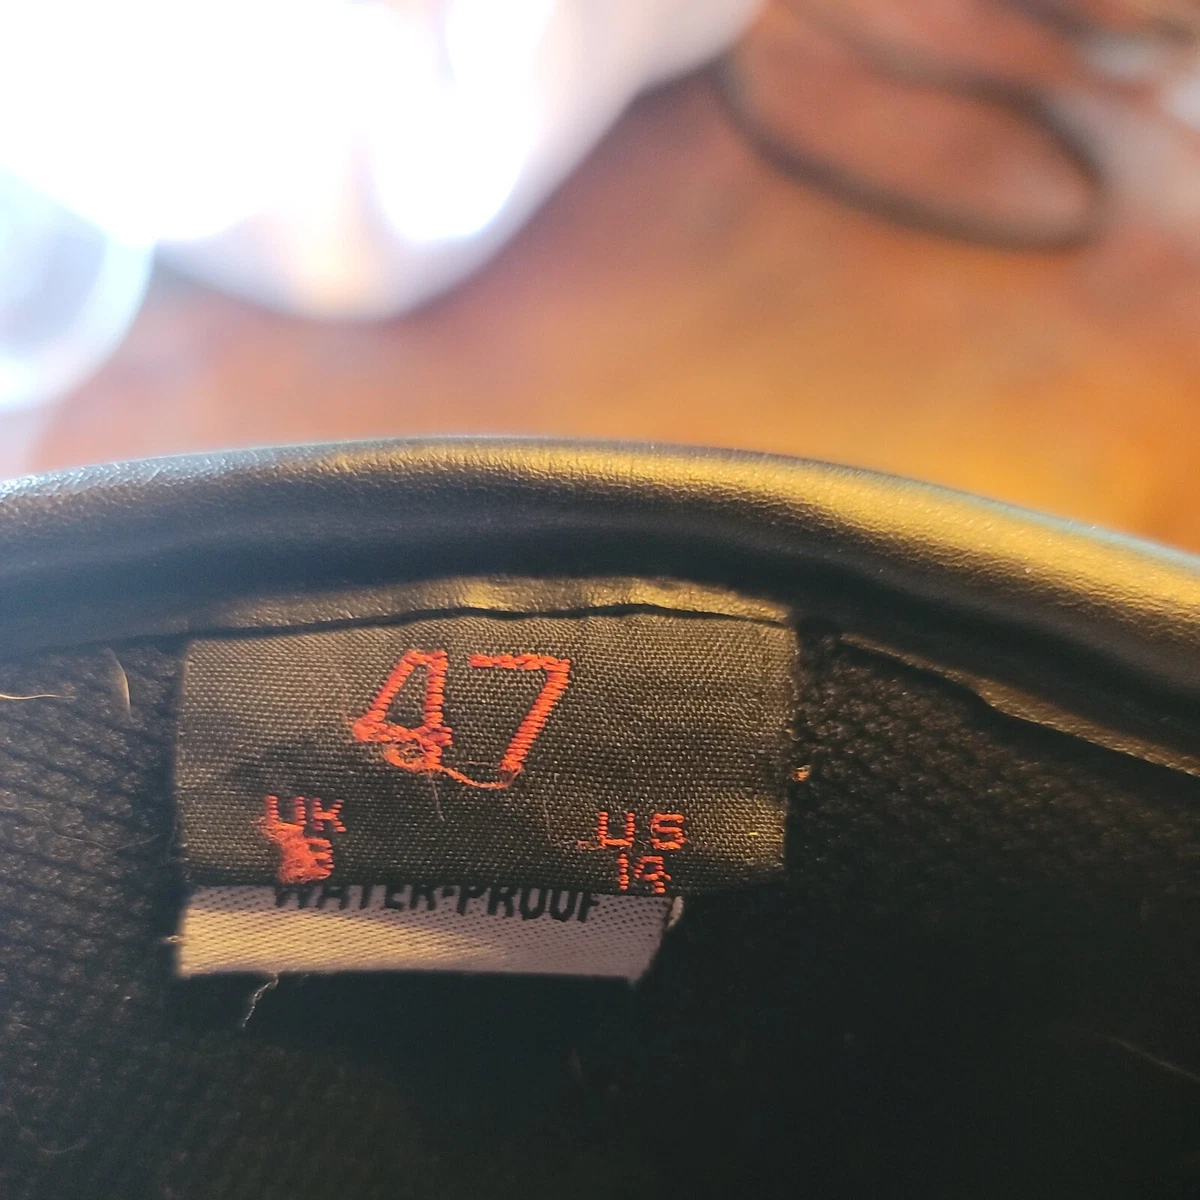 47
UK US
14
WATER-PROOF